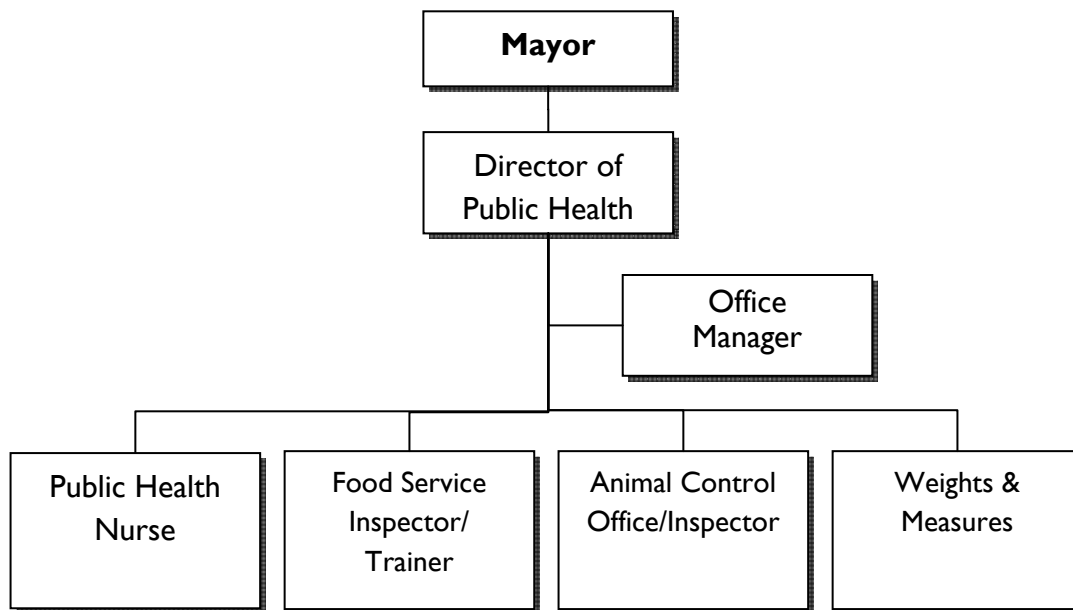 Mayor
Director of
Public Health
Office
Manager
Public Health
Nurse
Food Service
Inspector/
Trainer
Animal Control
Office/Inspector
Weights &
Measures